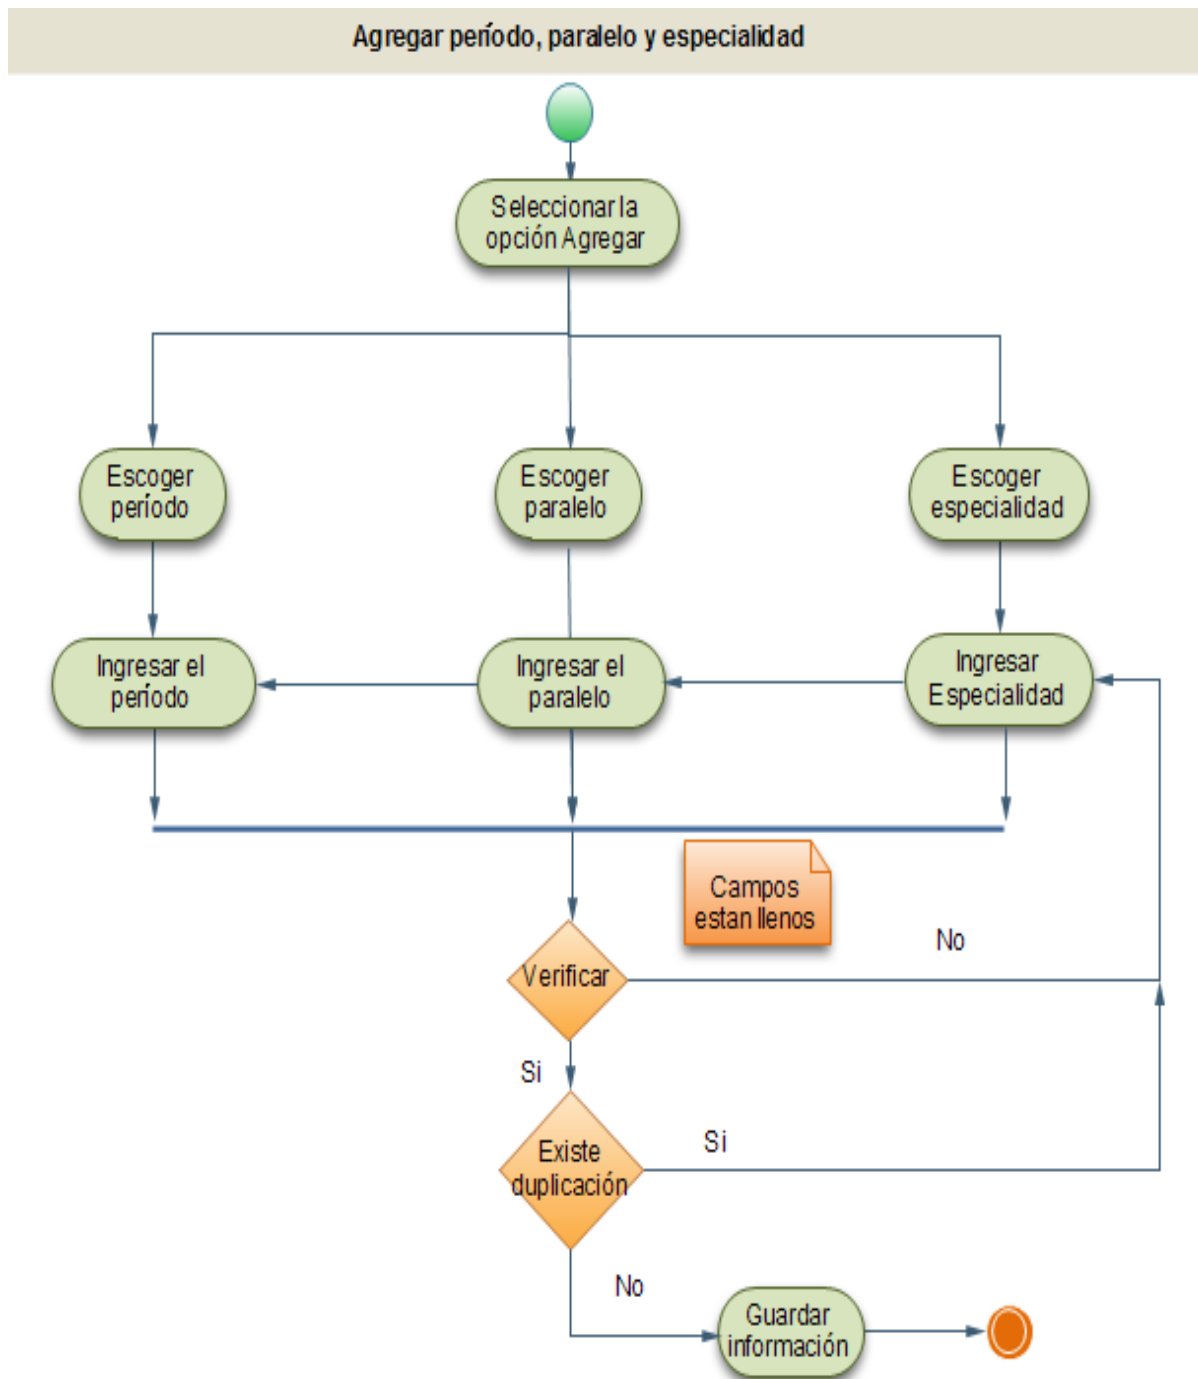 Agregar período, paralelo y especialidad
Seleccionar la
opción Agregar
Escoger
período
Escoger
paralelo
Escoger
especialidad
Ingresar el
período
Ingresar el
paralelo
Ingresar
Especialidad
Campos
estan llenos
No
Verificar
Si
Existe
duplicación
Si
No
Guardar
información